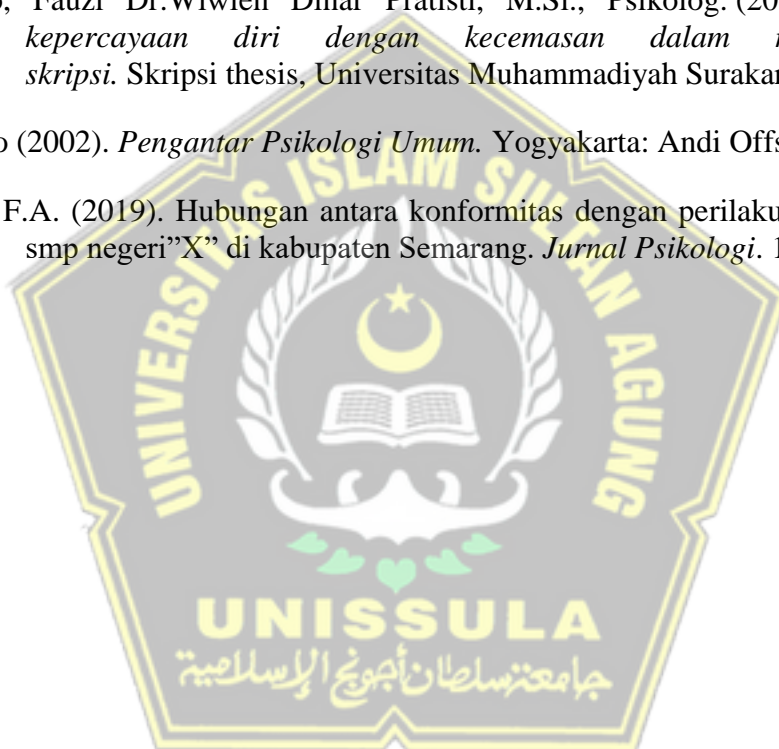 Fauzi Dr.Wiwien Dinar Pratisti, M.Si., Psikolog. (20
kepercayaan diri dengan kecemasan dalam
skripsi. Skripsi thesis, Universitas Muhammadiyah Surakar
o (2002). Pengantar Psikologi Umum. Yogyakarta: Andi Offs
F.A. (2019). Hubungan antara konformitas dengan perilaku
smp negeri”X” di kabupaten Semarang. Jurnal Psikologi. 1
UNIVERSITAS ISLAM SULTAN AGUNG
UNISSULA
جامعتسلطان أجونج الإسلامية